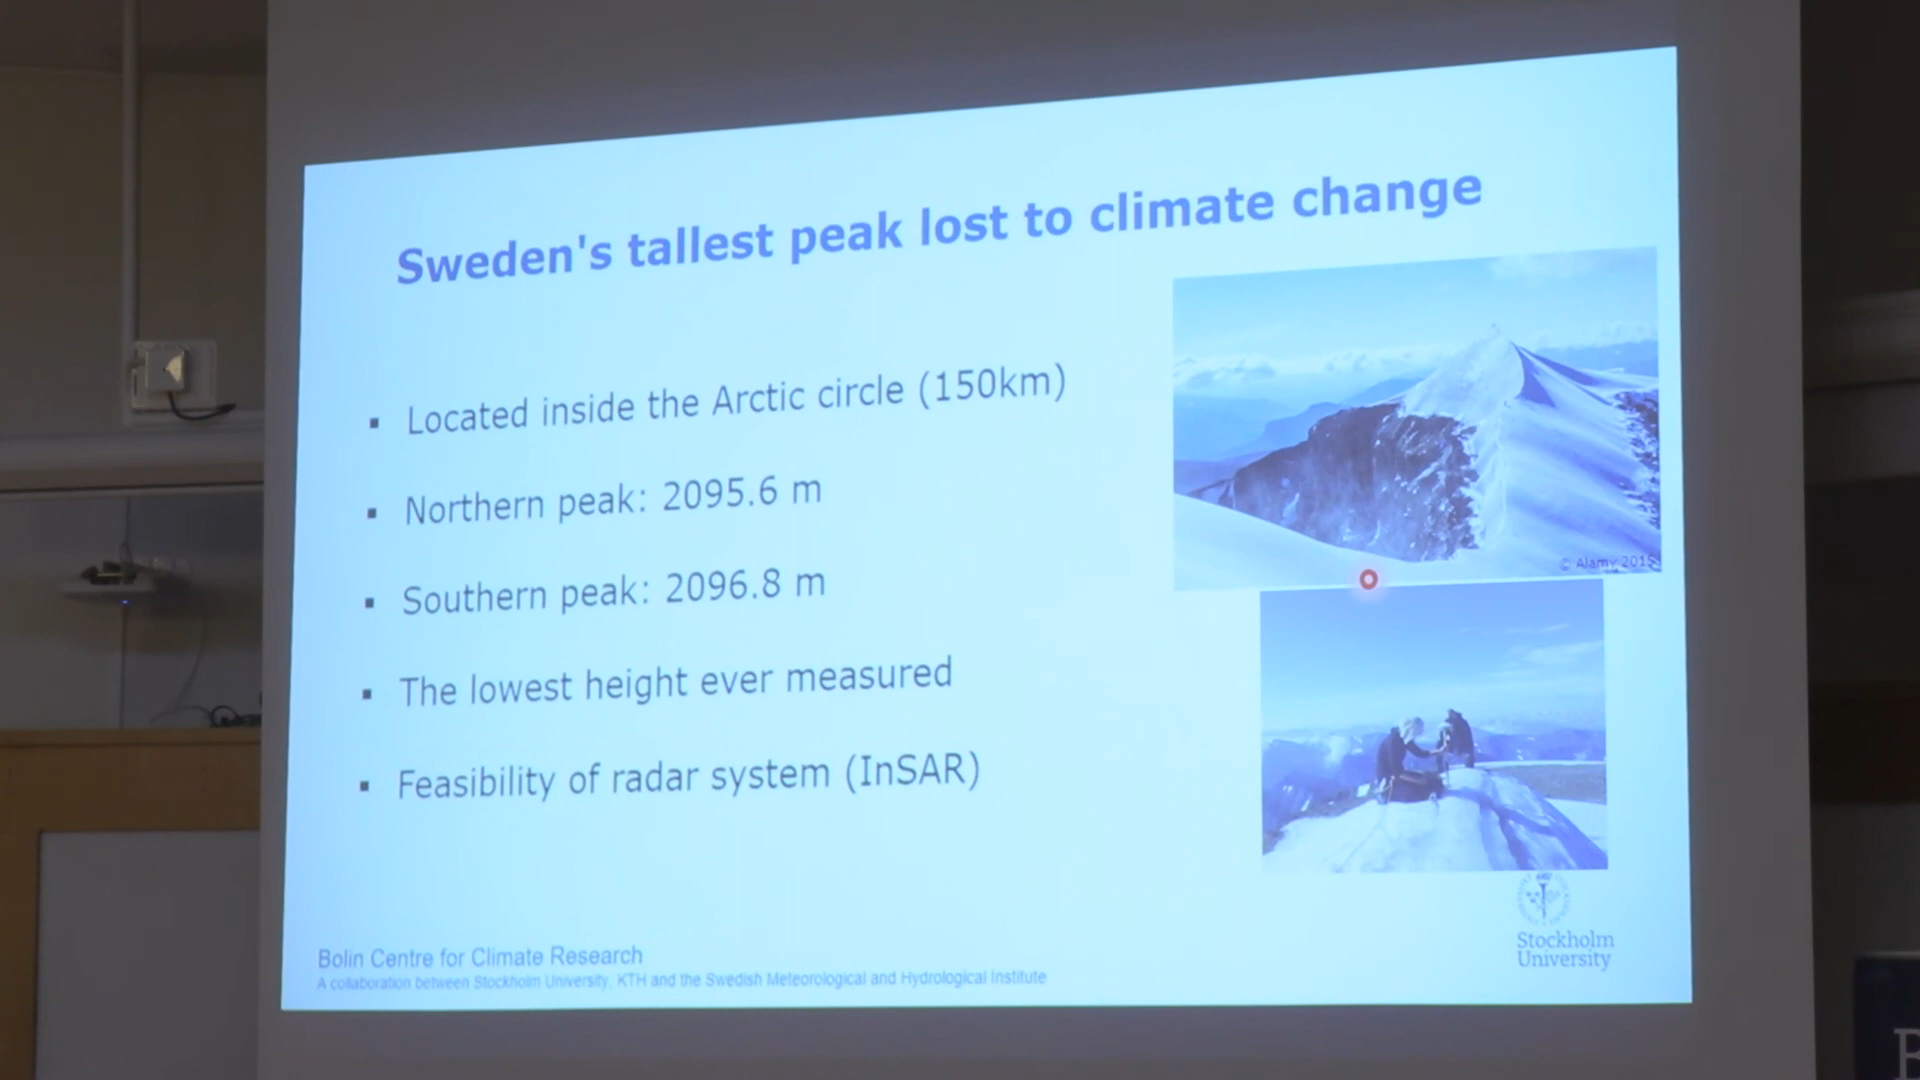 Sweden's tallest peak lost to climate change
▪ Located inside the Arctic circle (150km)
▪ Northern peak: 2095.6 m
▪ Southern peak: 2096.8 m
▪ The lowest height ever measured
▪ Feasibility of radar system (InSAR)
© Alamy 2015
Stockholm
University
Bolin Centre for Climate Research
A collaboration between Stockholm University, KTH and the Swedish Meteorological and Hydrological Institute